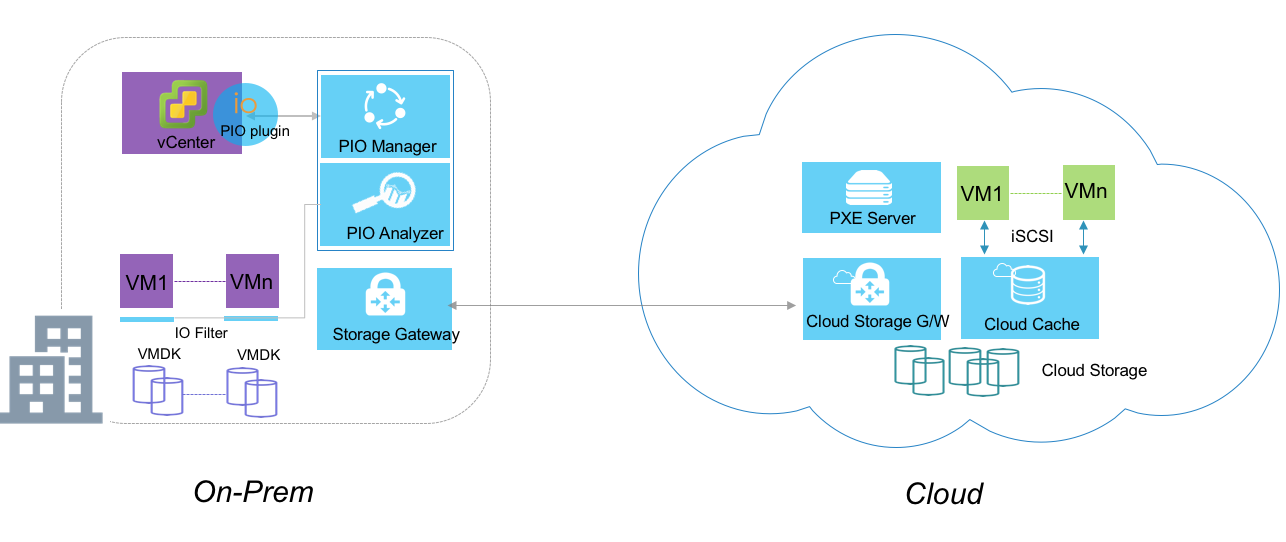 io
PIO plugin
vCenter
PIO Manager
PIO Analyzer
VM1
VMn
IO Filter
VMDK
VMDK
Storage Gateway
On-Prem
PXE Server
VM1
VMn
iSCSI
Cloud Storage G/W
Cloud Cache
Cloud Storage
Cloud